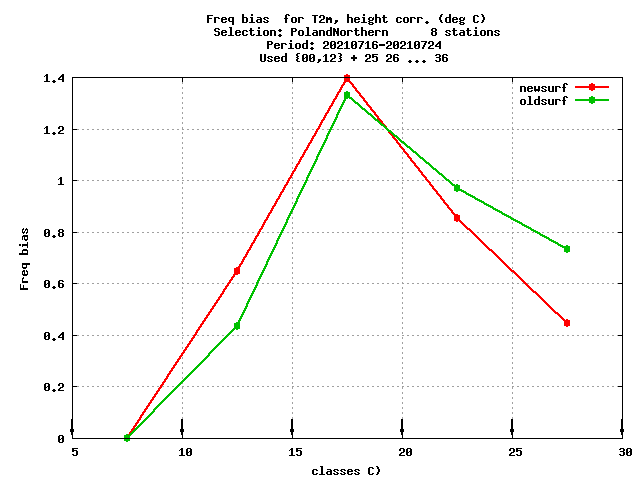 Freq bias  for T2m, height corr. (deg C)
Selection: PolandNorthern      8 stations
Period: 20210716-20210724
Used {00,12} + 25 26 ... 36
newsurf
oldsurf
1.4
1.2
1
0.8
0.6
0.4
0.2
0
Freq bias
5
10
15
20
25
30
classes C)